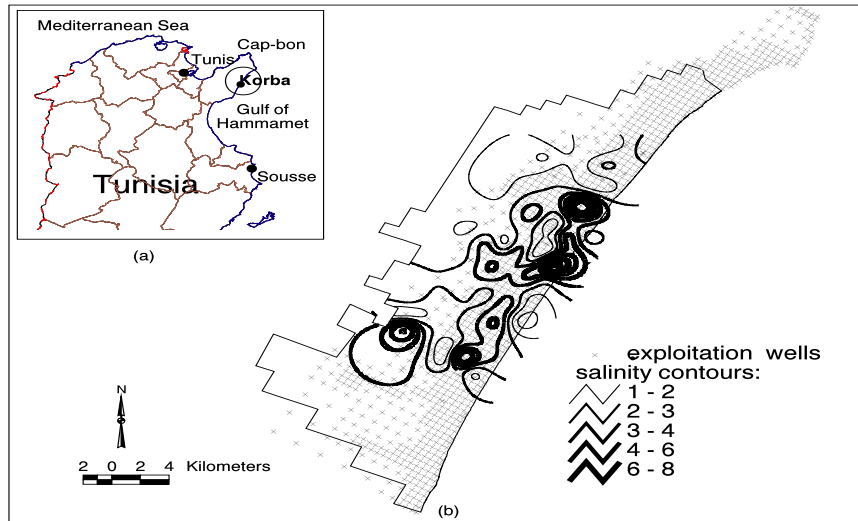 Mediterranean Sea
Cap-bon
Tunis
Korba
Gulf of
Hammamet
Tunisia
Sousse
(a)
exploitation wells
salinity contours:
1 - 2
2 - 3
3 - 4
4 - 6
6 - 8
N
2 0 2 4 Kilometers
(b)